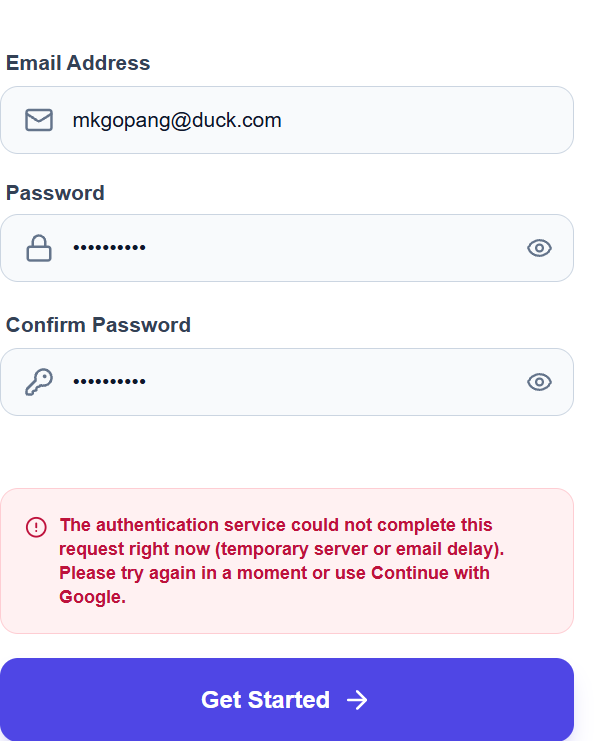 Email Address
mkgopang@duck.com
Password
••••••••••
Confirm Password
••••••••••
The authentication service could not complete this
request right now (temporary server or email delay).
Please try again in a moment or use Continue with
Google.
Get Started